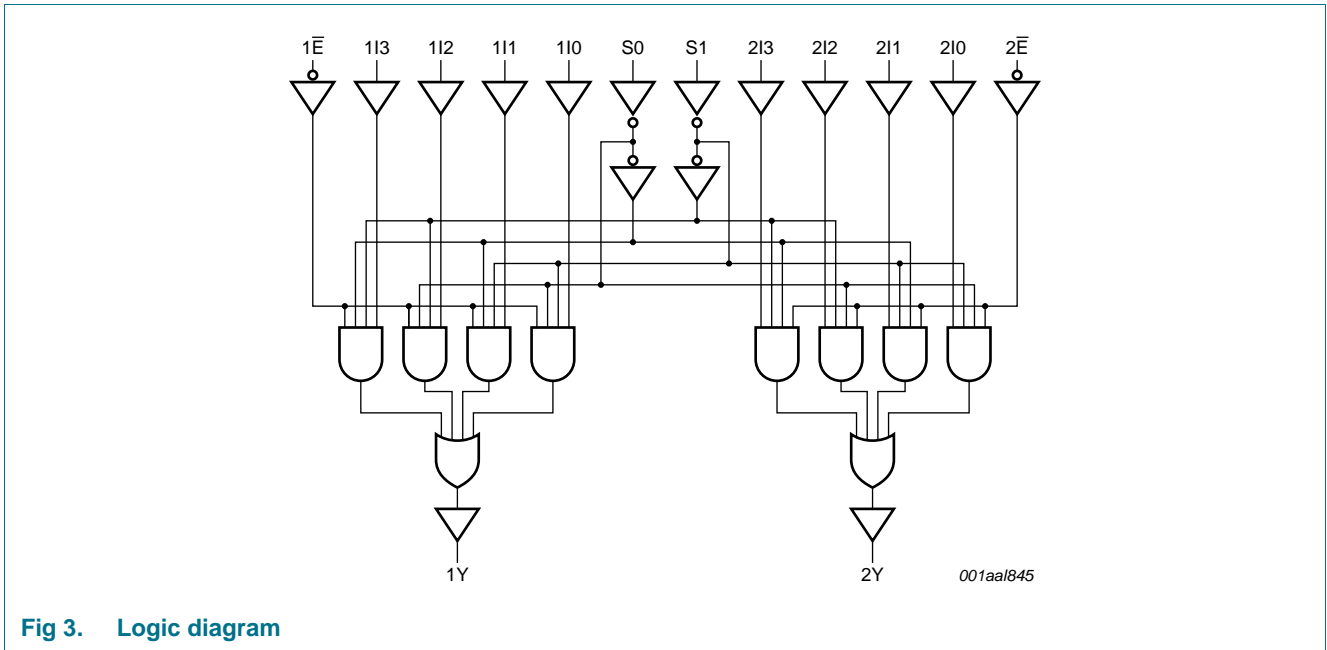 1E̅ 1I3 1I2 1I1 1I0 S0 S1 2I3 2I2 2I1 2I0 2E̅
1Y 2Y 001aal845
Fig 3. Logic diagram